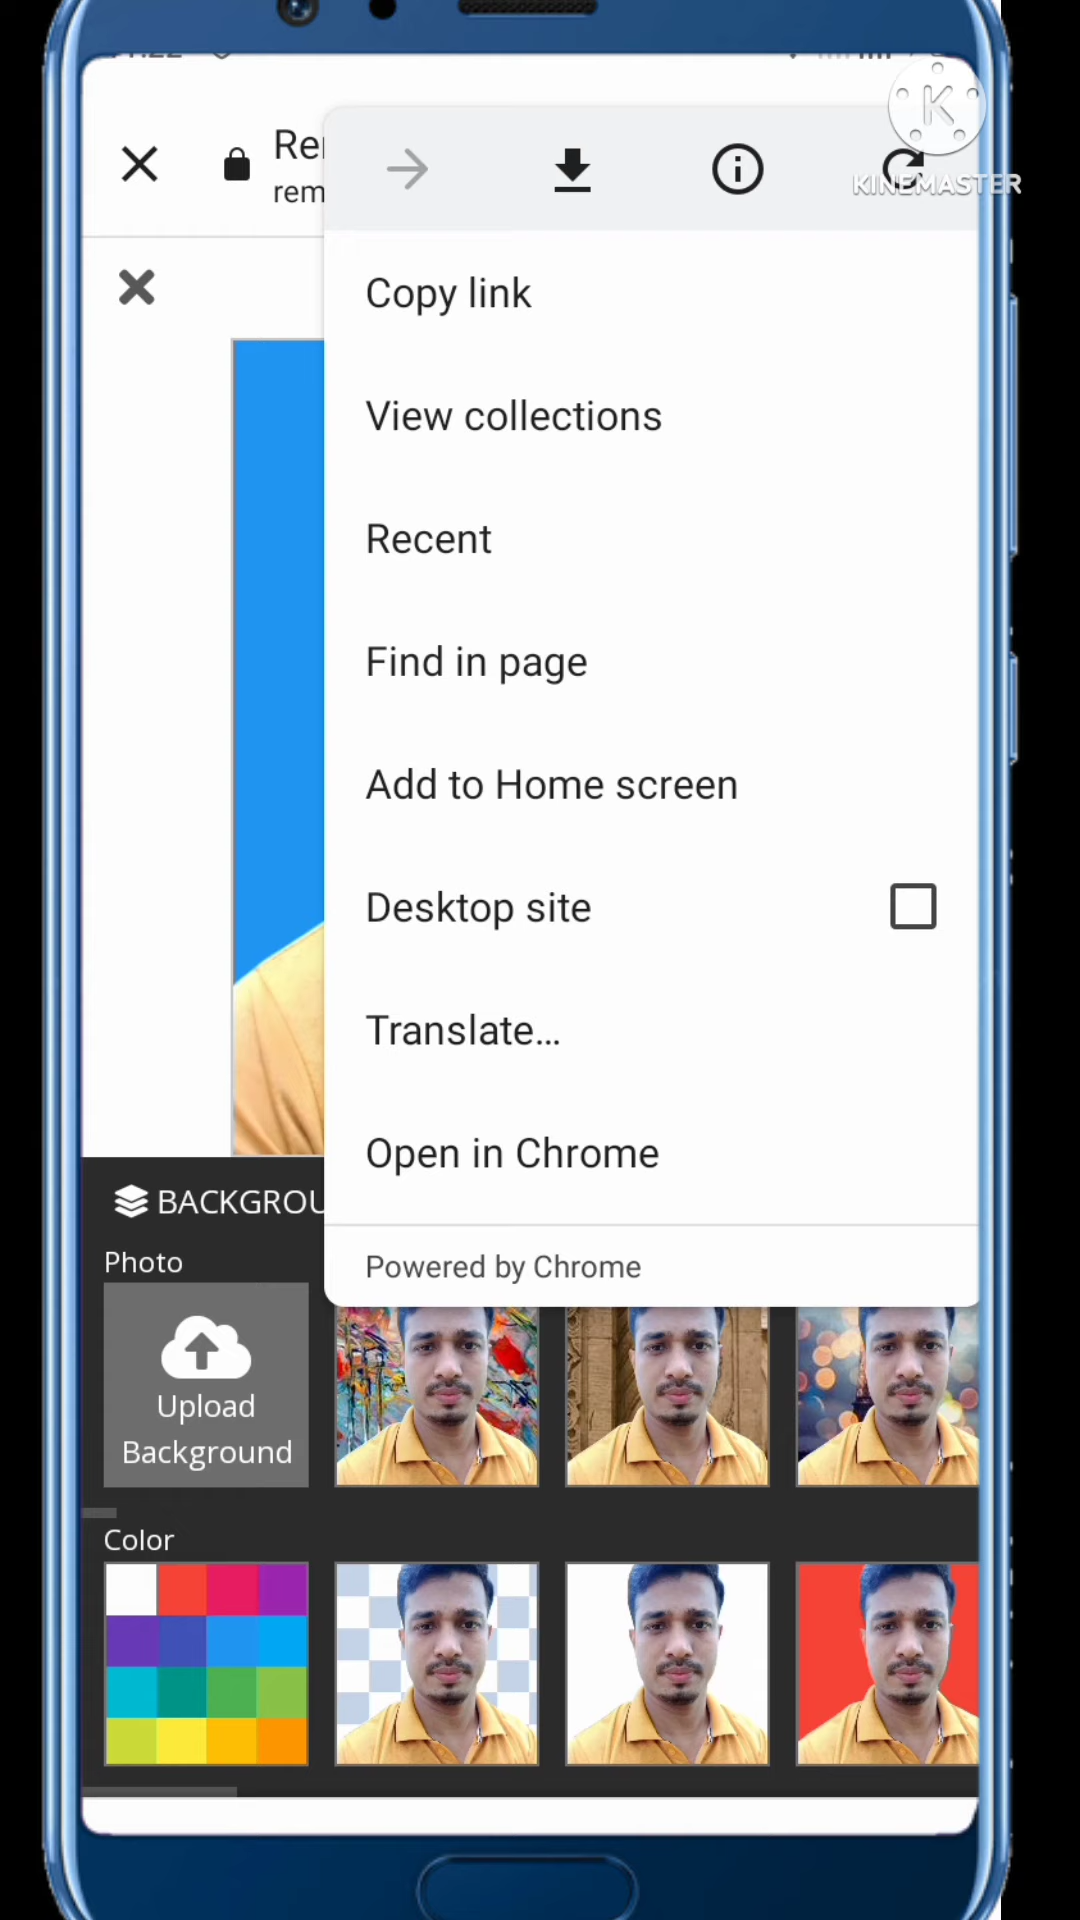 Re
rem
K
KINEMASTER
Copy link
View collections
Recent
Find in page
Add to Home screen
Desktop site
Translate...
Open in Chrome
Powered by Chrome
BACKGROU
Photo
Upload
Background
Color